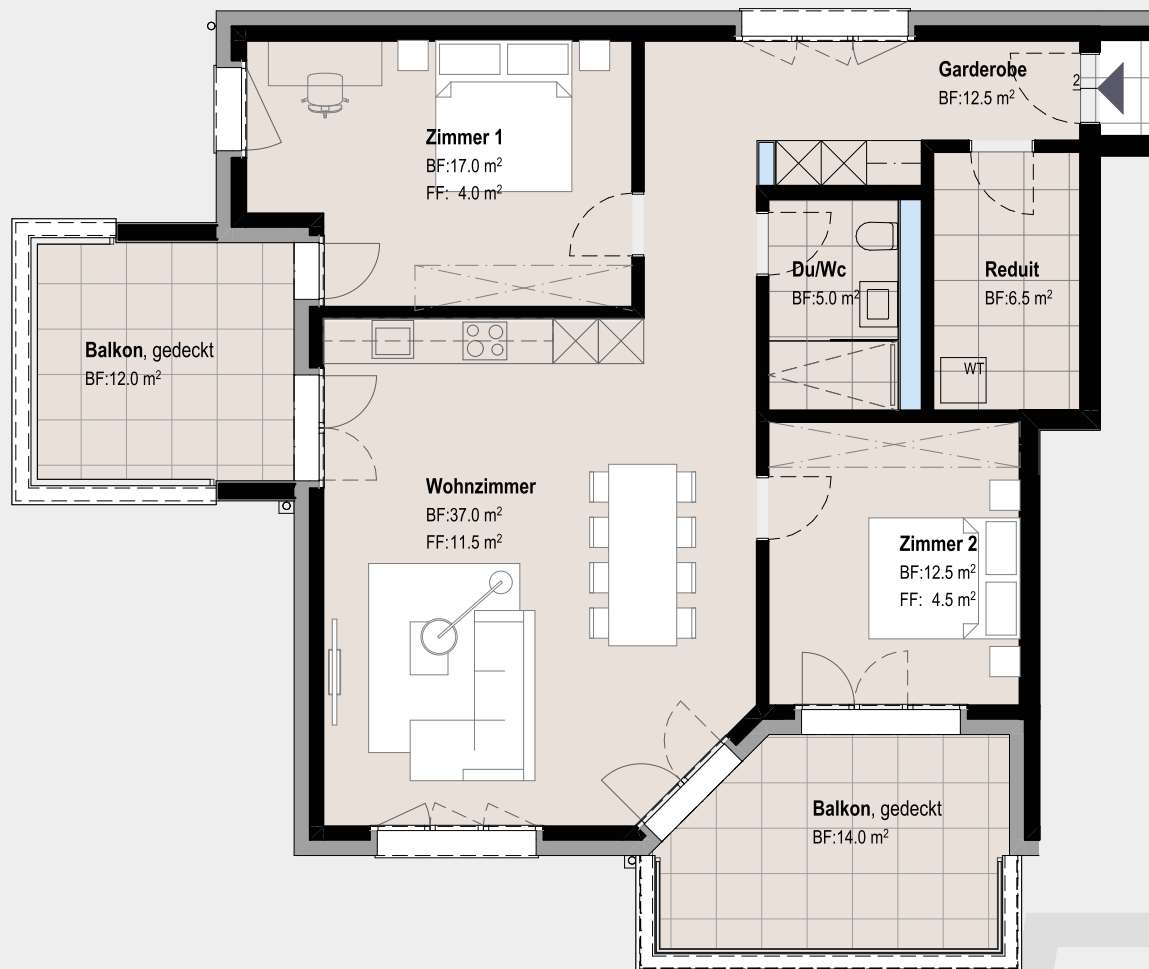 Garderobe
BF:12.5 m²
2
Zimmer 1
BF:17.0 m²
FF: 4.0 m²
Du/Wc
BF:5.0 m²
Reduit
BF:6.5 m²
WT
Balkon, gedeckt
BF:12.0 m²
Wohnzimmer
BF:37.0 m²
FF:11.5 m²
Zimmer 2
BF:12.5 m²
FF: 4.5 m²
Balkon, gedeckt
BF:14.0 m²